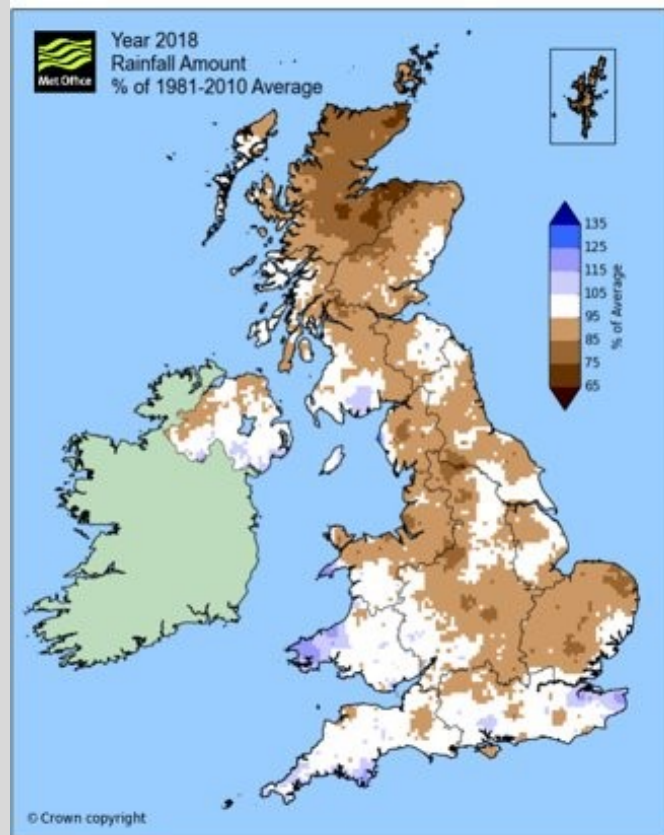 Met Office
Year 2018
Rainfall Amount
% of 1981-2010 Average
135
125
115
105
95
85
75
65
% of Average
© Crown copyright